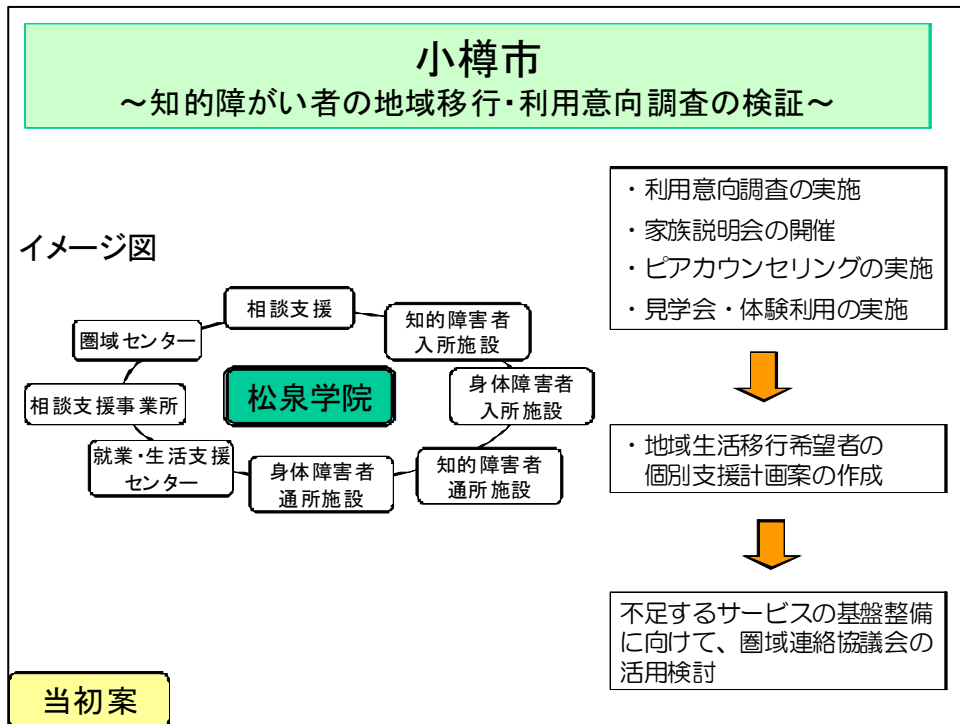 小樽市
～知的障がい者の地域移行・利用意向調査の検証～
イメージ図
相談支援
知的障害者
入所施設
身体障害者
入所施設
知的障害者
通所施設
身体障害者
通所施設
就業・生活支援
センター
相談支援事業所
圏域センター
松泉学院
・利用意向調査の実施
・家族説明会の開催
・ピアカウンセリングの実施
・見学会・体験利用の実施
・地域生活移行希望者の
個別支援計画案の作成
不足するサービスの基盤整備
に向けて、圏域連絡協議会の
活用検討
当初案